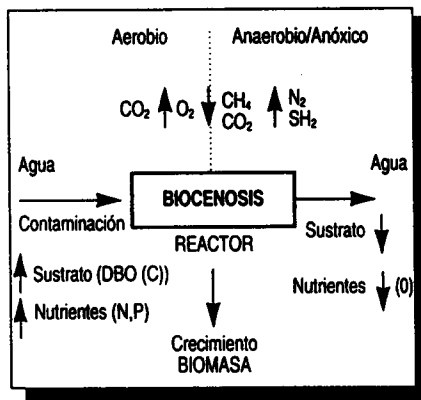 Aerobio
Anaerobio/Anóxico
CO₂ O₂ CH₄ CO₂ N₂ SH₂
Agua
Agua
BIOCENOSIS
Contaminación
REACTOR
Sustrato
Sustrato (DBO (C))
Nutrientes (0)
Nutrientes (N,P)
Crecimiento
BIOMASA